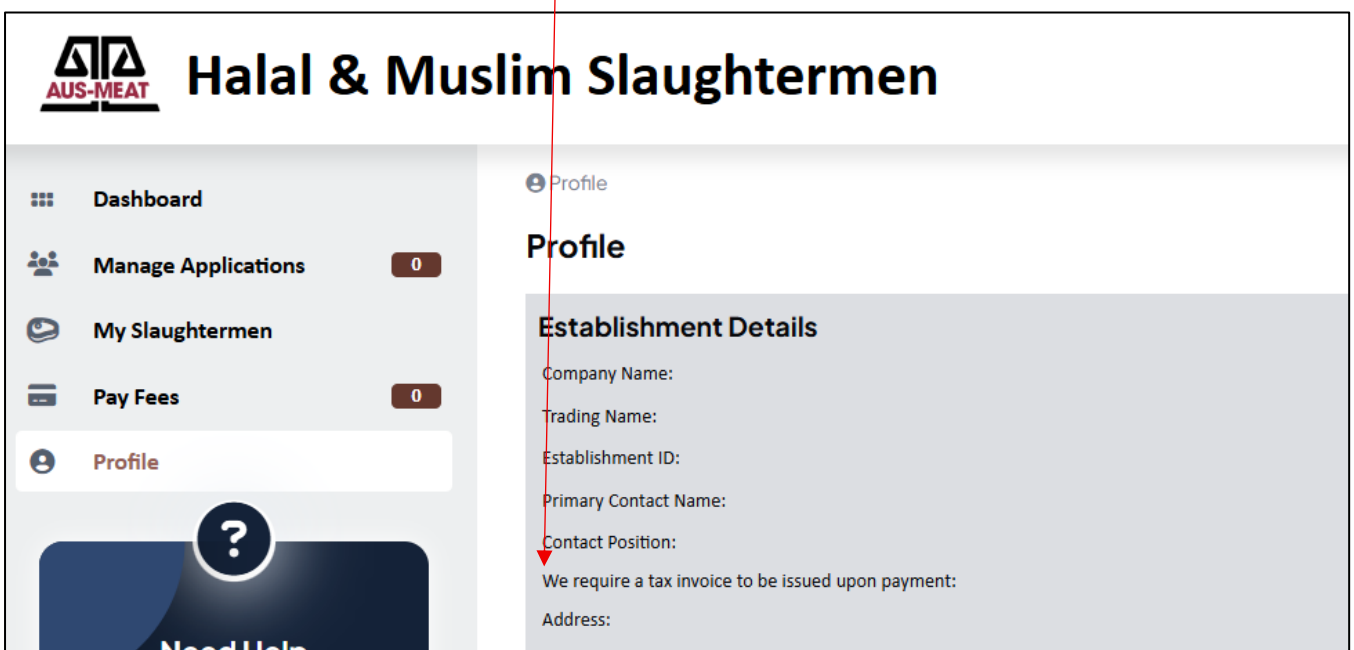 AUS-MEAT
Halal & Muslim Slaughtermen
Dashboard
Manage Applications 0
My Slaughtermen
Pay Fees 0
Profile
?
Need Help
Profile
Profile
Establishment Details
Company Name:
Trading Name:
Establishment ID:
Primary Contact Name:
Contact Position:
We require a tax invoice to be issued upon payment:
Address: